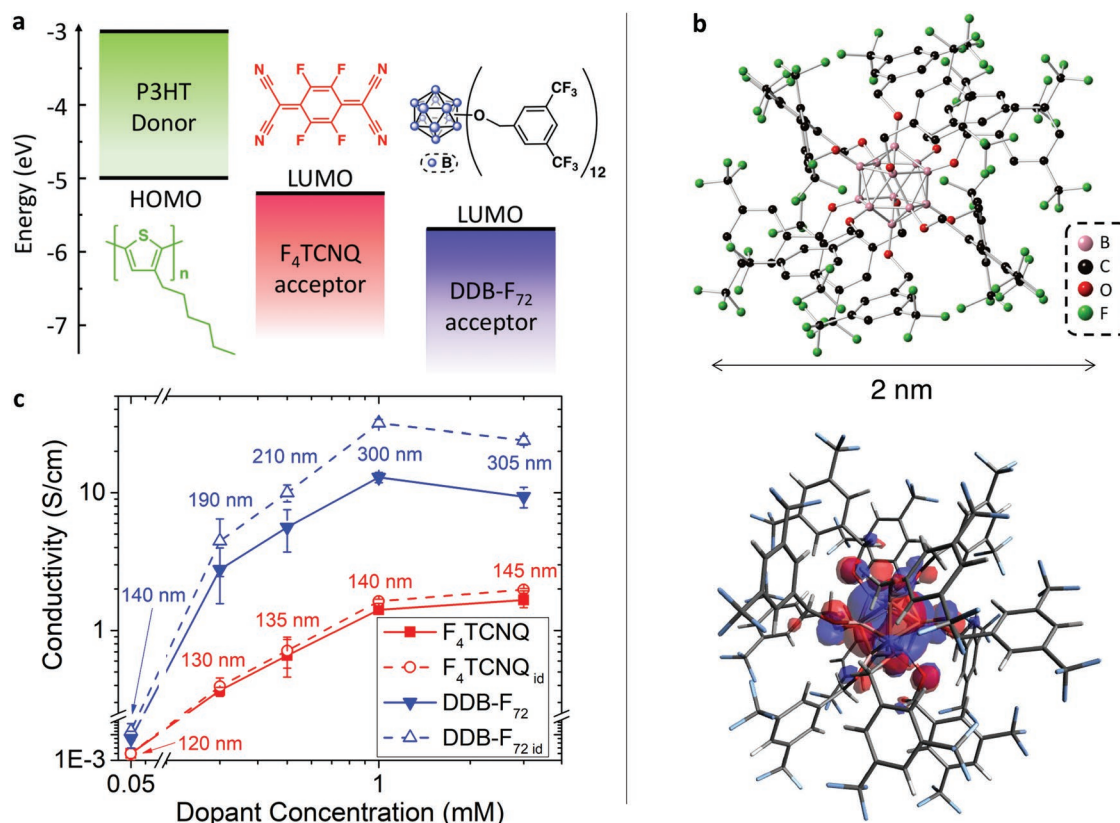 a
Energy (eV)
-3
-4
-5
-6
-7
P3HT
Donor
HOMO
S
n
N N
F F
F F
N N
LUMO
F₄TCNQ
acceptor
B
O
CF₃
CF₃
12
LUMO
DDB-F₇₂
acceptor
b
B
C
O
F
2 nm
c
Conductivity (S/cm)
10
1
1E-3
0.05
1
Dopant Concentration (mM)
140 nm
190 nm
210 nm
300 nm
305 nm
120 nm
130 nm
135 nm
140 nm
145 nm
F₄TCNQ
F₄TCNQ id
DDB-F₇₂
DDB-F₇₂ id